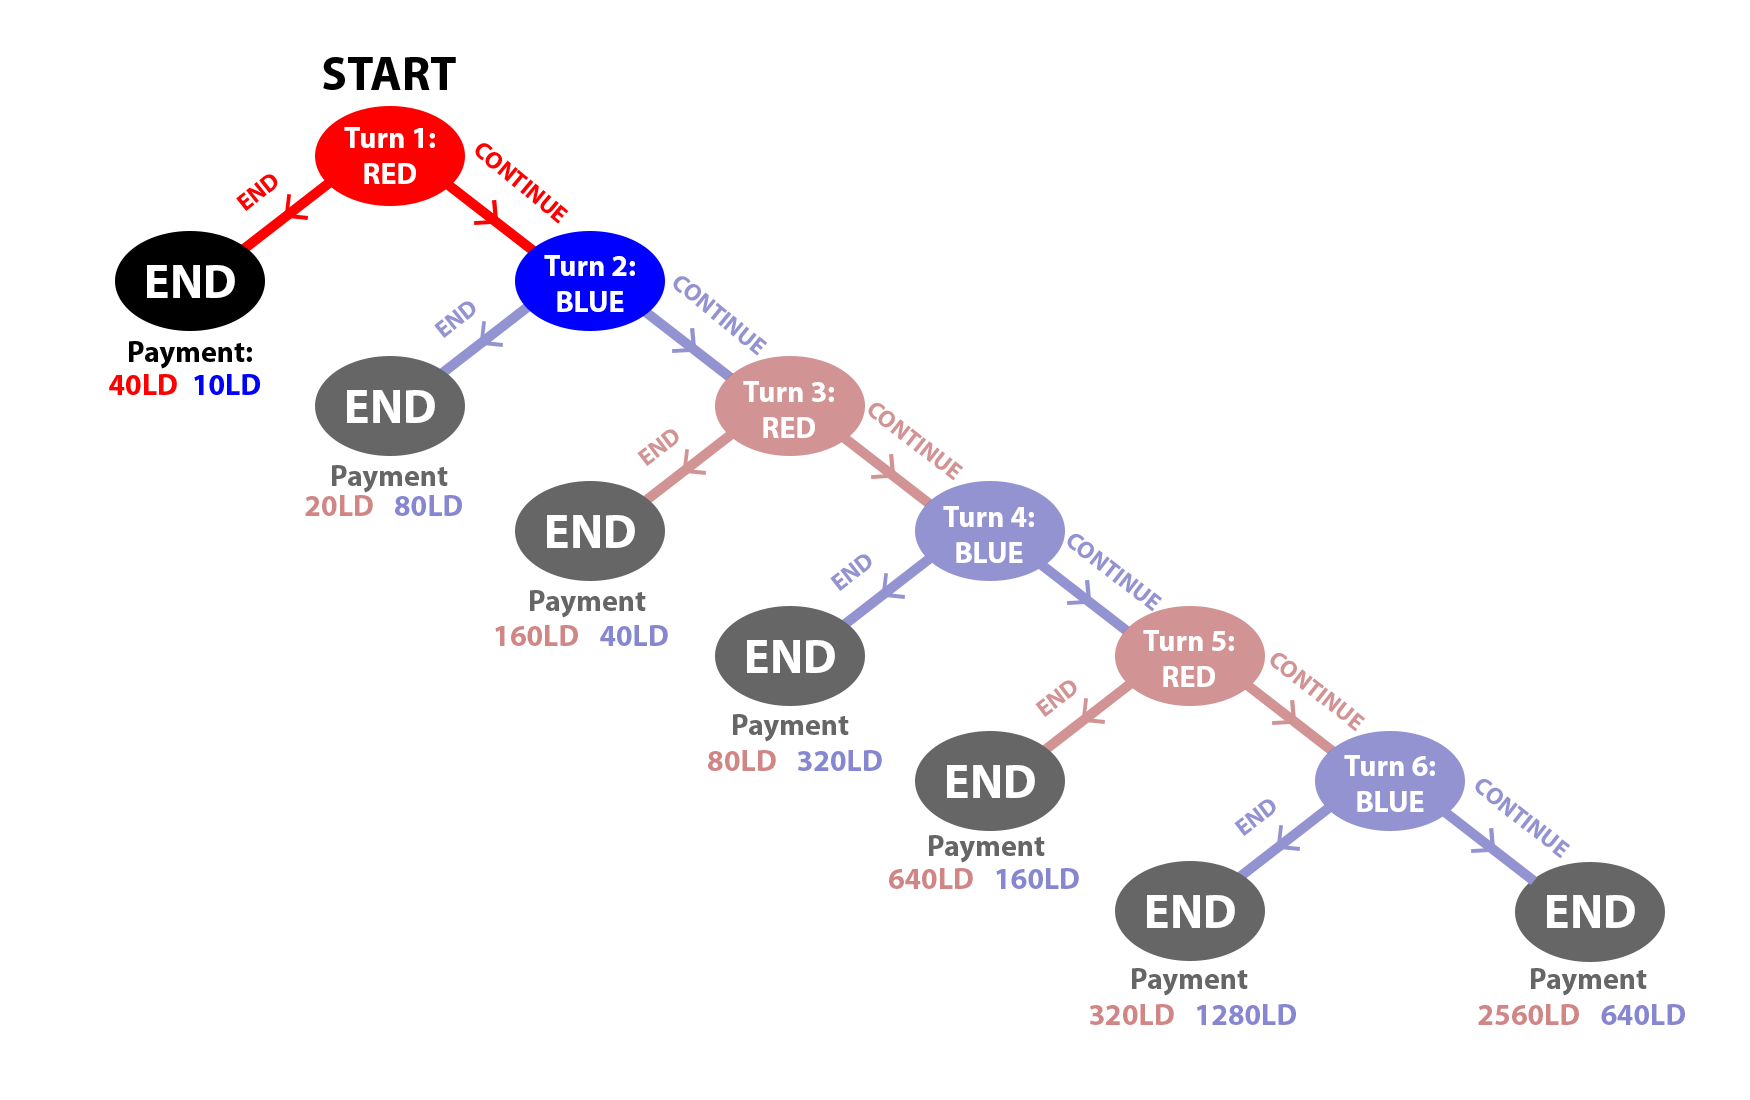 START
Turn 1:
RED
END
CONTINUE
END
Payment:
40LD 10LD
Turn 2:
BLUE
END
CONTINUE
END
Payment
20LD 80LD
Turn 3:
RED
END
CONTINUE
END
Payment
160LD 40LD
Turn 4:
BLUE
END
CONTINUE
END
Payment
80LD 320LD
Turn 5:
RED
END
CONTINUE
END
Payment
640LD 160LD
Turn 6:
BLUE
END
CONTINUE
END
Payment
320LD 1280LD
END
Payment
2560LD 640LD